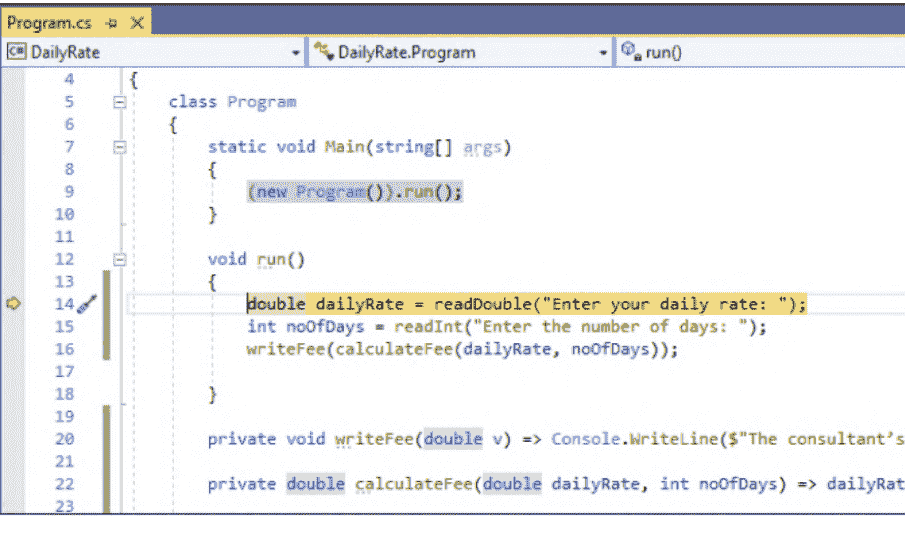 Program.cs
DailyRate DailyRate.Program run()
4 {
5 class Program
6 {
7 static void Main(string[] args)
8 {
9 (new Program()).run();
10 }
11
12 void run()
13 {
14 double dailyRate = readDouble("Enter your daily rate: ");
15 int noOfDays = readInt("Enter the number of days: ");
16 writeFee(calculateFee(dailyRate, noOfDays));
17
18 }
19
20 private void writeFee(double v) => Console.WriteLine($"The consultant's
21
22 private double calculateFee(double dailyRate, int noOfDays) => dailyRat
23